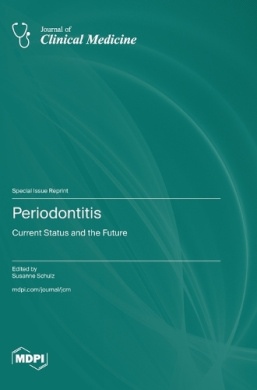 Journal of
Clinical Medicine
Special Issue Reprint
Periodontitis
Current Status and the Future
Edited by
Susanne Schulz
mdpi.com/journal/jcm
MDPI